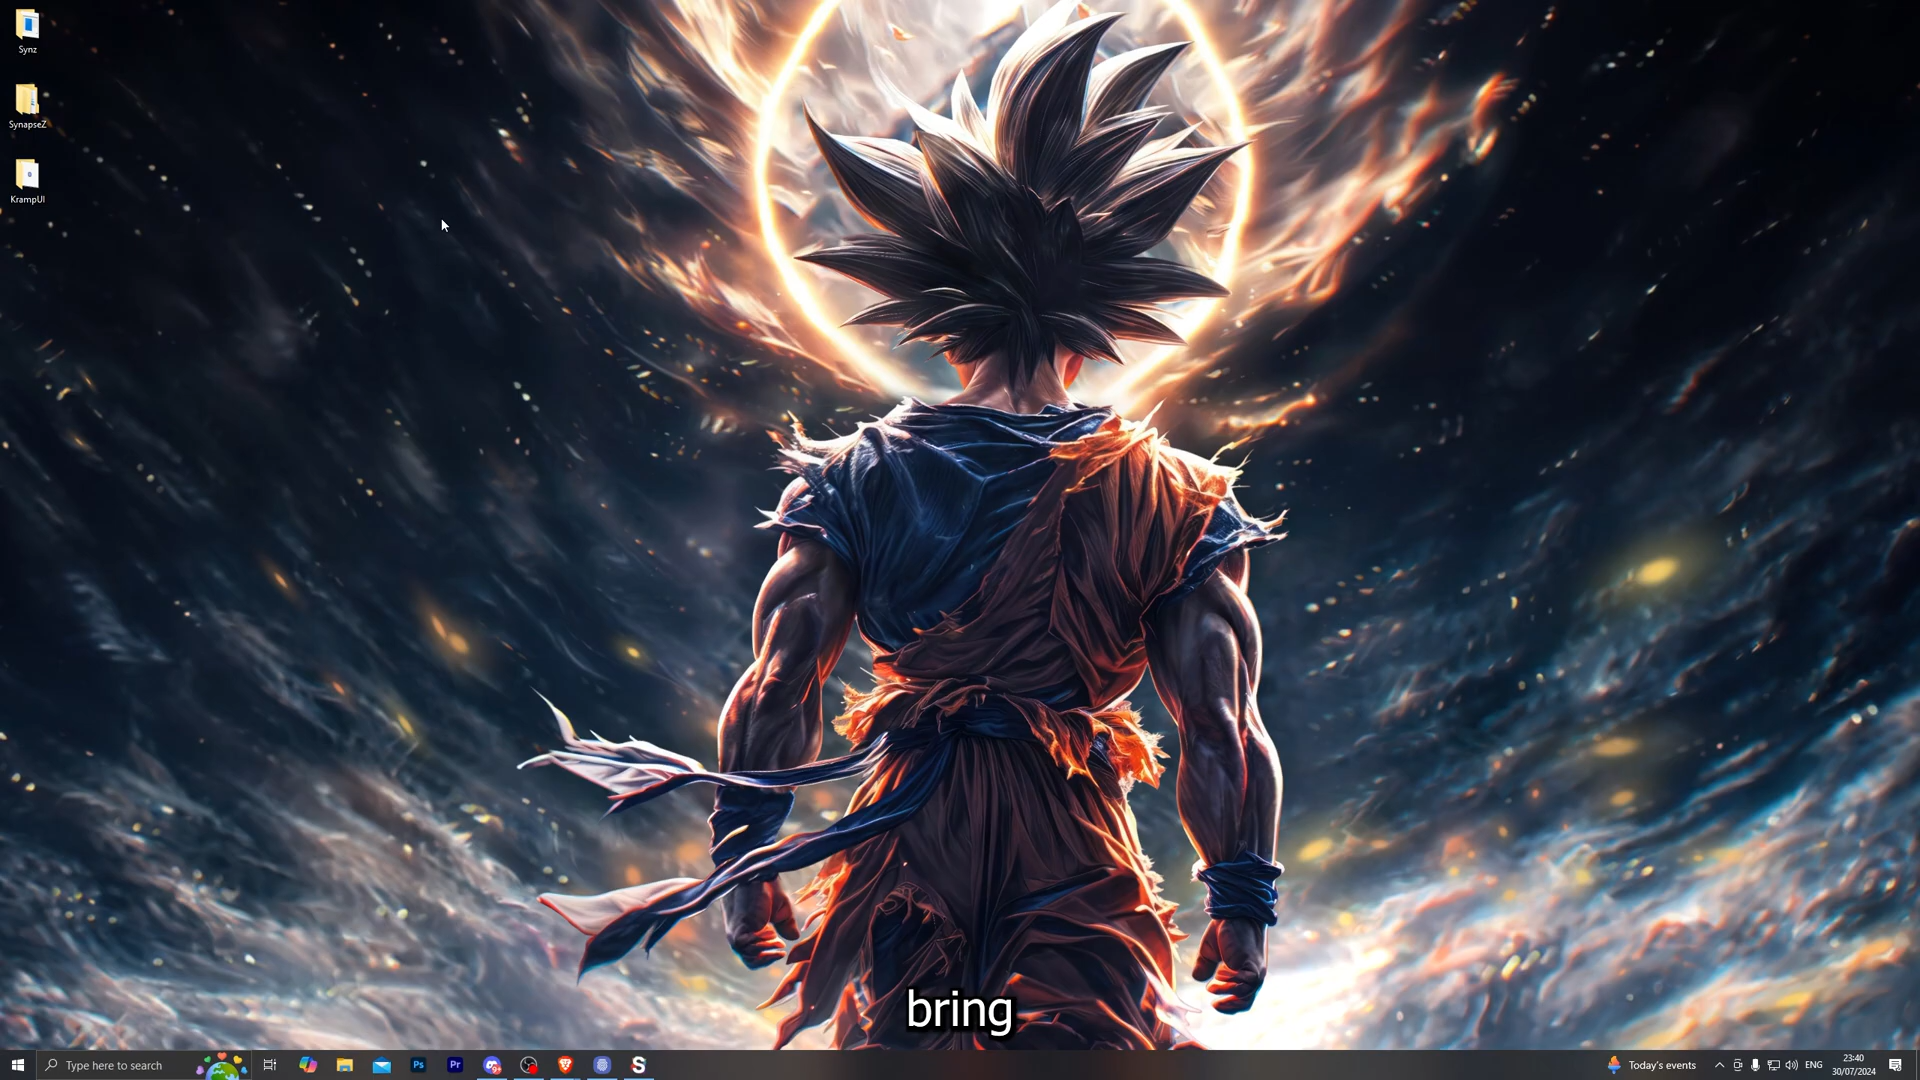 Synz
SynapseZ
KrampUI
bring
Type here to search
Ps
Pr
Today's events
ENG
23:40
30/07/2024